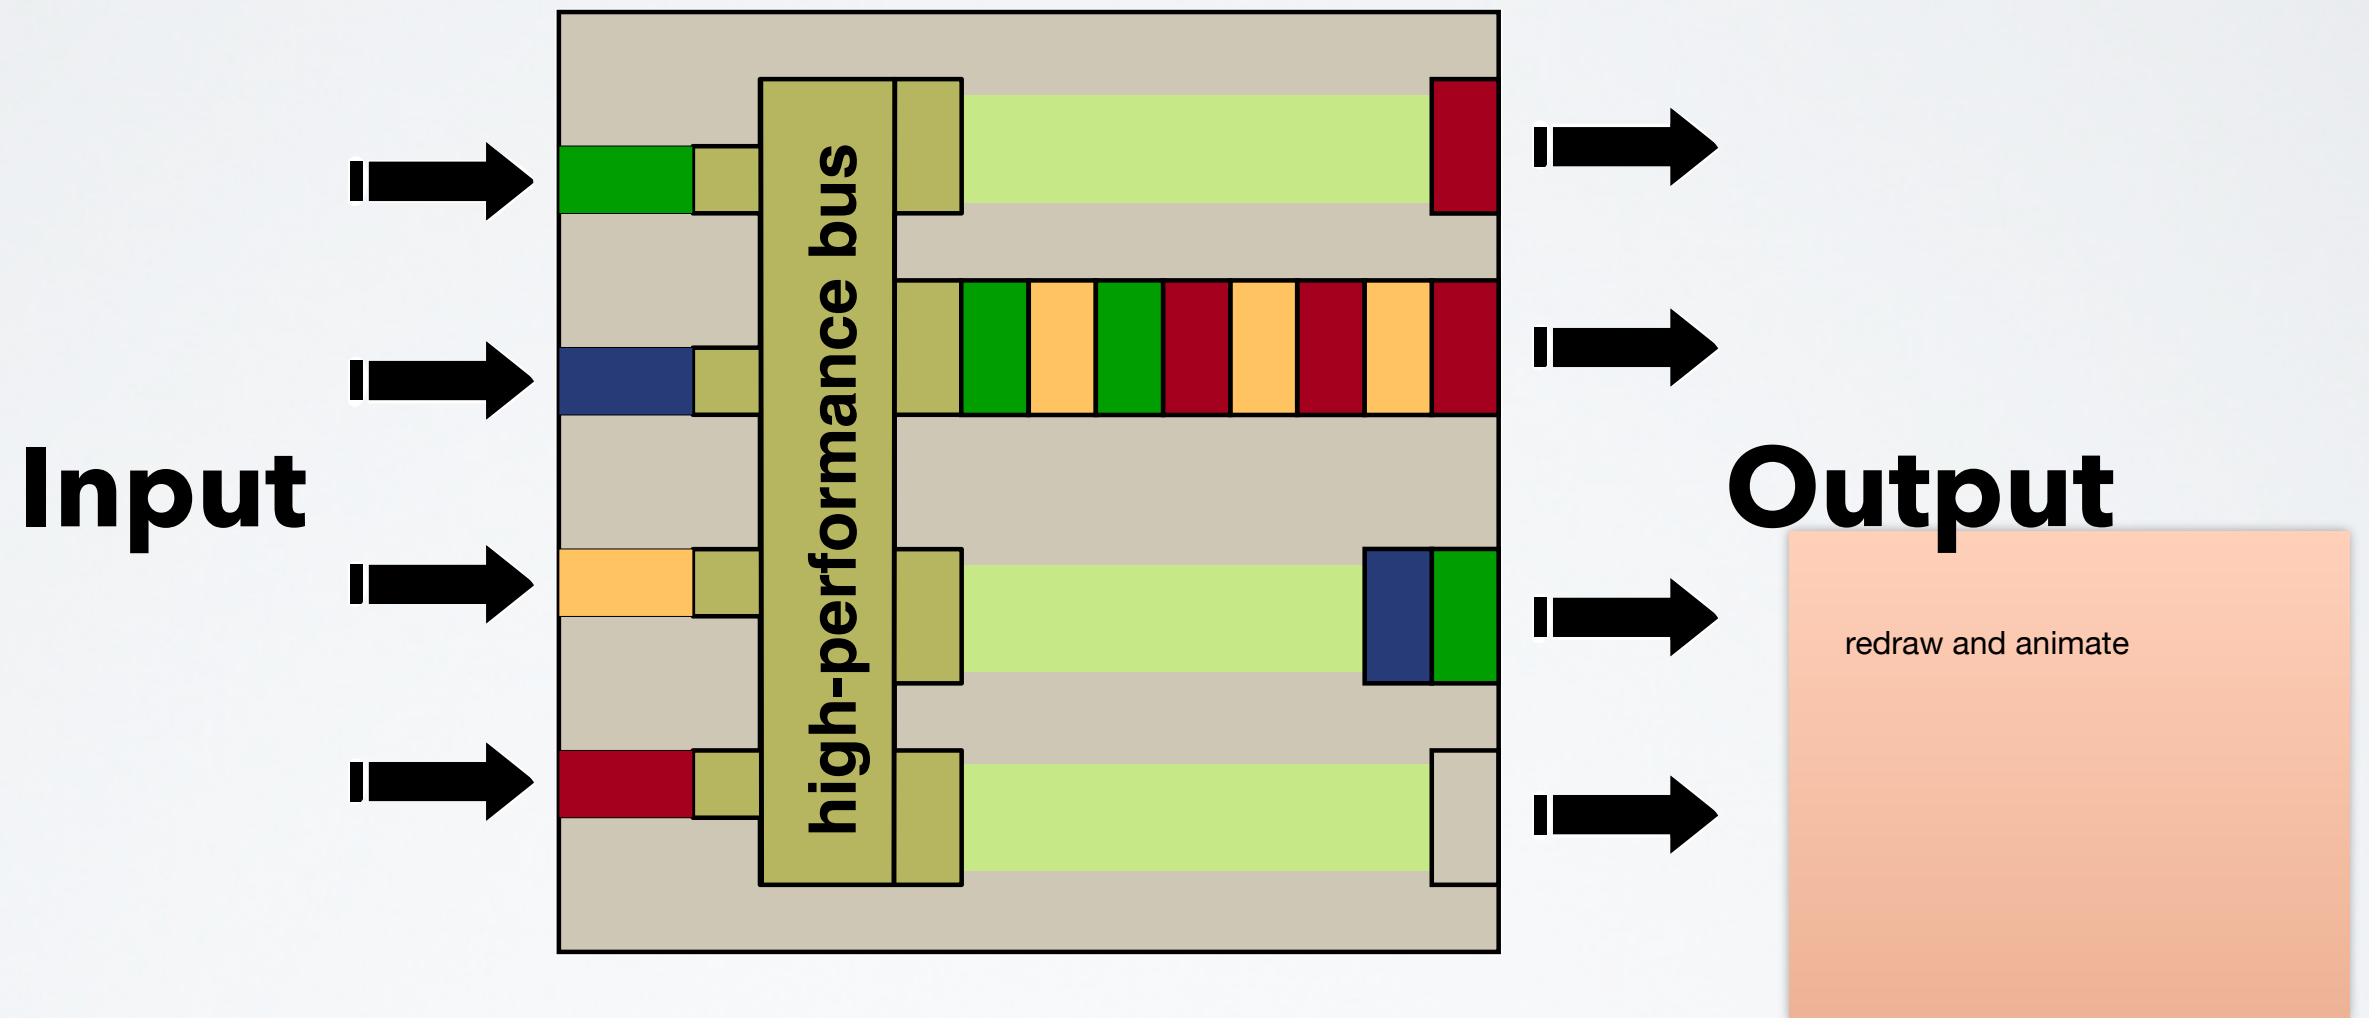 Input
high-performance bus
Output
redraw and animate